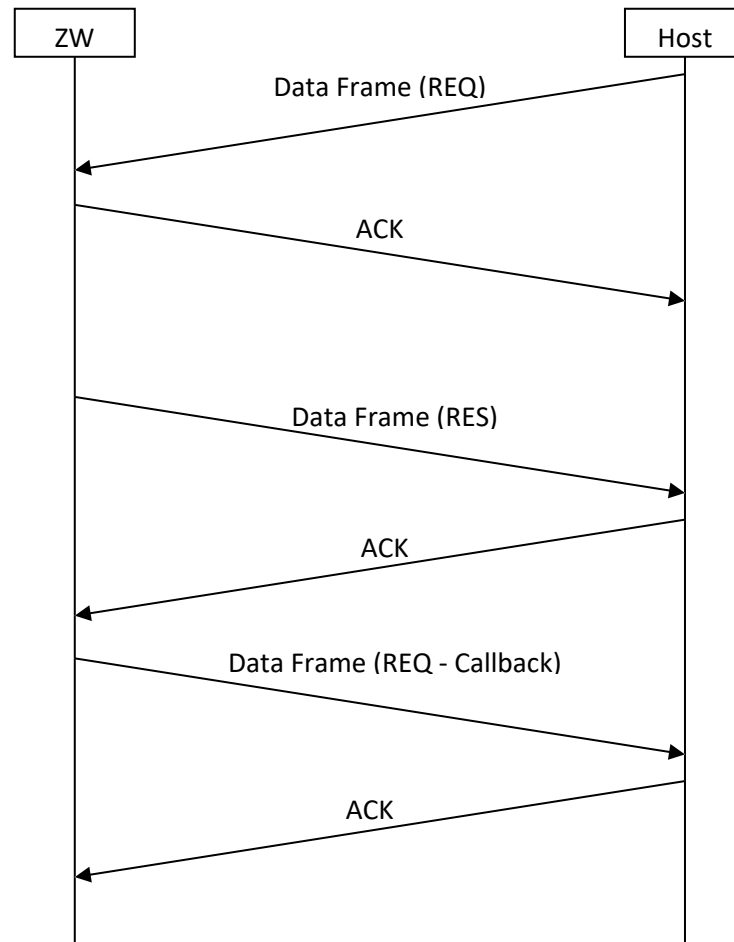 ZW
Host
Data Frame (REQ)
ACK
Data Frame (RES)
ACK
Data Frame (REQ - Callback)
ACK